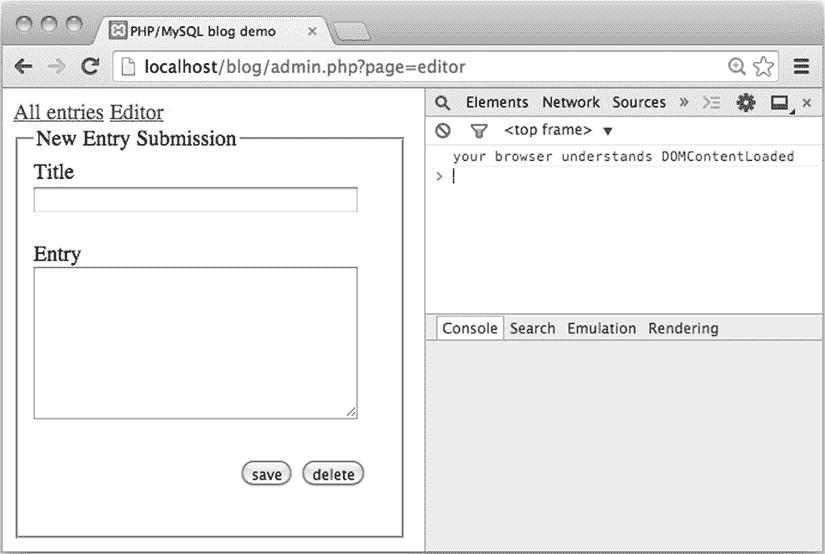 PHP/MySQL blog demo
localhost/blog/admin.php?page=editor
All entries Editor
New Entry Submission
Title
Entry
save delete
Elements Network Sources »
<top frame> ▼
your browser understands DOMContentLoaded
>
Console Search Emulation Rendering